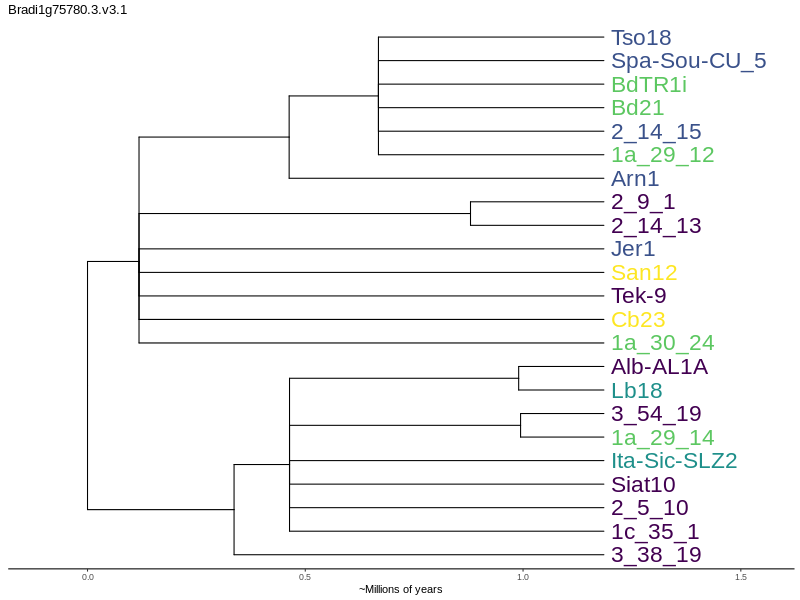 Bradi1g75780.3.v3.1
Tso18
Spa-Sou-CU_5
BdTR1i
Bd21
2_14_15
1a_29_12
Arn1
2_9_1
2_14_13
Jer1
San12
Tek-9
Cb23
1a_30_24
Alb-AL1A
Lb18
3_54_19
1a_29_14
Ita-Sic-SLZ2
Siat10
2_5_10
1c_35_1
3_38_19
0.0 0.5 1.0 1.5
~Millions of years